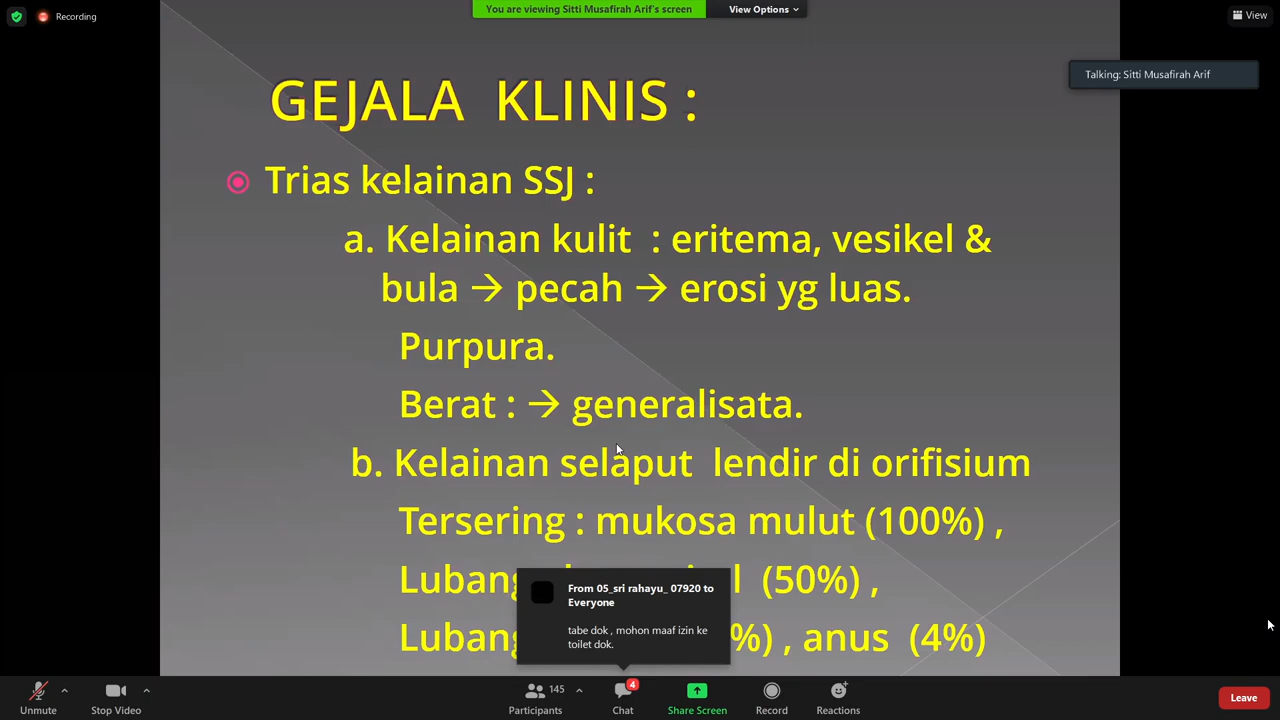 Recording
You are viewing Sitti Musafirah Arif's screen
View Options
View
Talking: Sitti Musafirah Arif
GEJALA KLINIS :
Trias kelainan SSJ :
a. Kelainan kulit : eritema, vesikel &
bula → pecah → erosi yg luas.
Purpura.
Berat : → generalisata.
b. Kelainan selaput lendir di orifisium
Tersering : mukosa mulut (100%) ,
Lubang (50%) ,
Lubang %) , anus (4%)
From 05_sri rahayu_ 07920 to
Everyone
tabe dok , mohon maaf izin ke
toilet dok.
Unmute
Stop Video
145
Participants
4
Chat
Share Screen
Record
Reactions
Leave